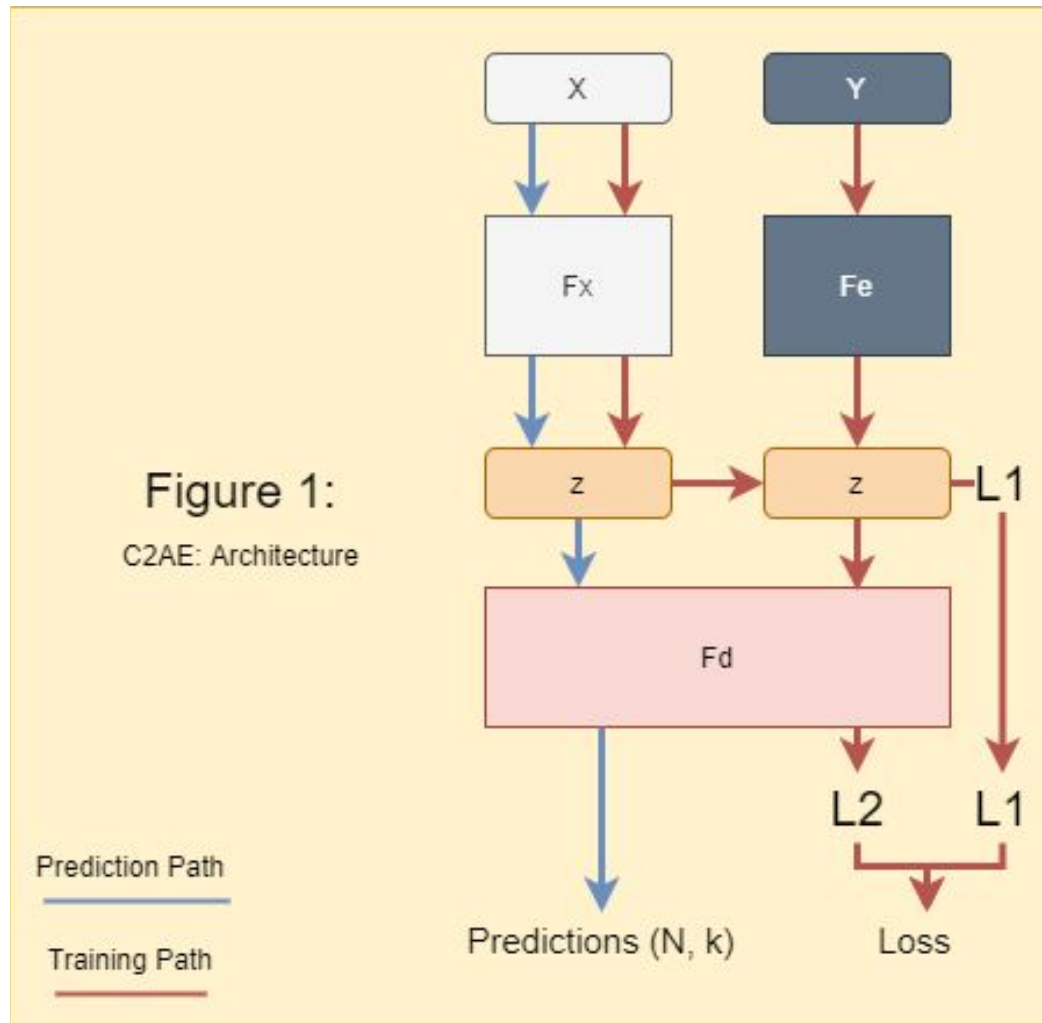 X
Y
Fx
Fe
z
z
L1
Figure 1:
C2AE: Architecture
Fd
L2
L1
Prediction Path
Predictions (N, k)
Loss
Training Path